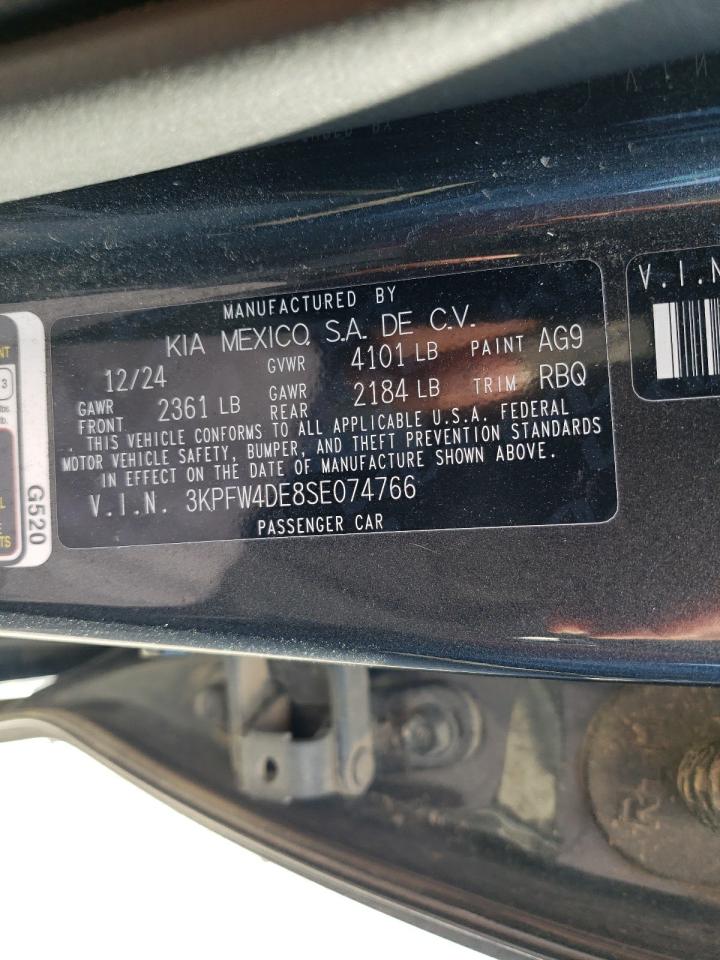 MANUFACTURED BY
KIA MEXICO, S.A. DE C.V.
12/24 GVWR 4101 LB PAINT AG9
GAWR FRONT 2361 LB GAWR REAR 2184 LB TRIM RBQ
THIS VEHICLE CONFORMS TO ALL APPLICABLE U.S.A. FEDERAL
MOTOR VEHICLE SAFETY, BUMPER, AND THEFT PREVENTION STANDARDS
IN EFFECT ON THE DATE OF MANUFACTURE SHOWN ABOVE.
V.I.N. 3KPFW4DE8SE074766
PASSENGER CAR
V.I.N
G520
3